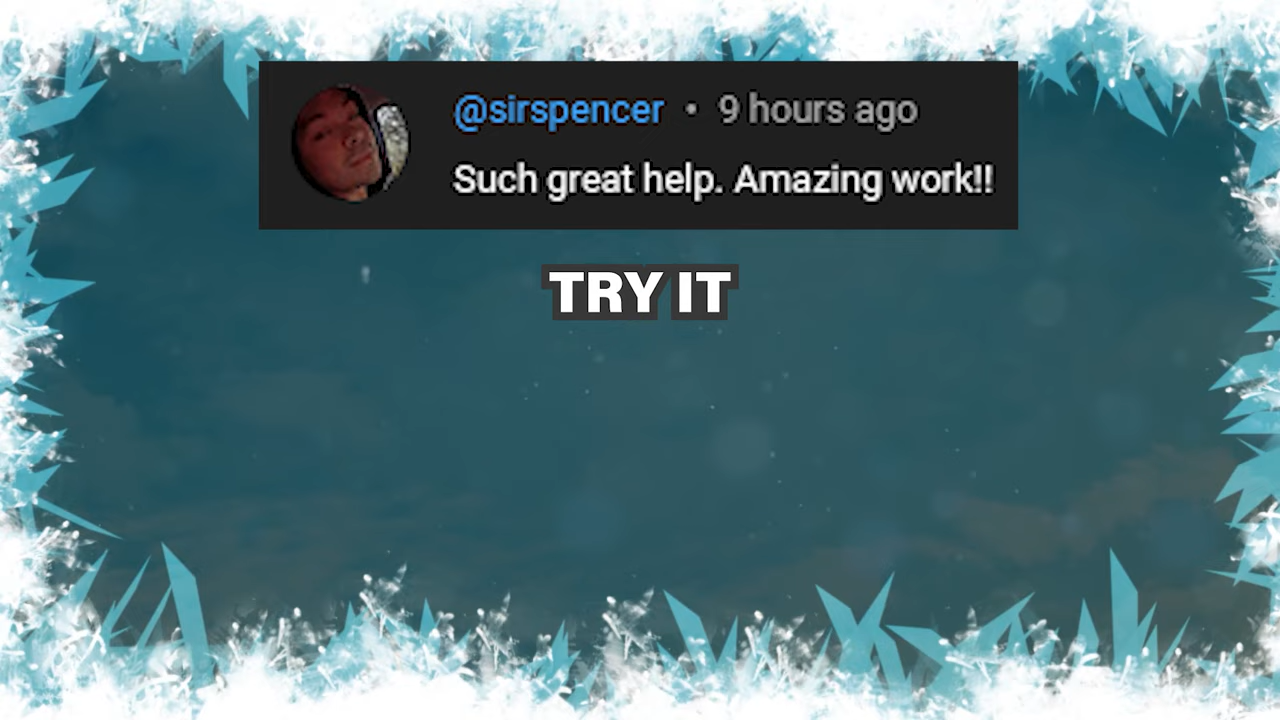 @sirspencer • 9 hours ago
Such great help. Amazing work!!
TRY IT